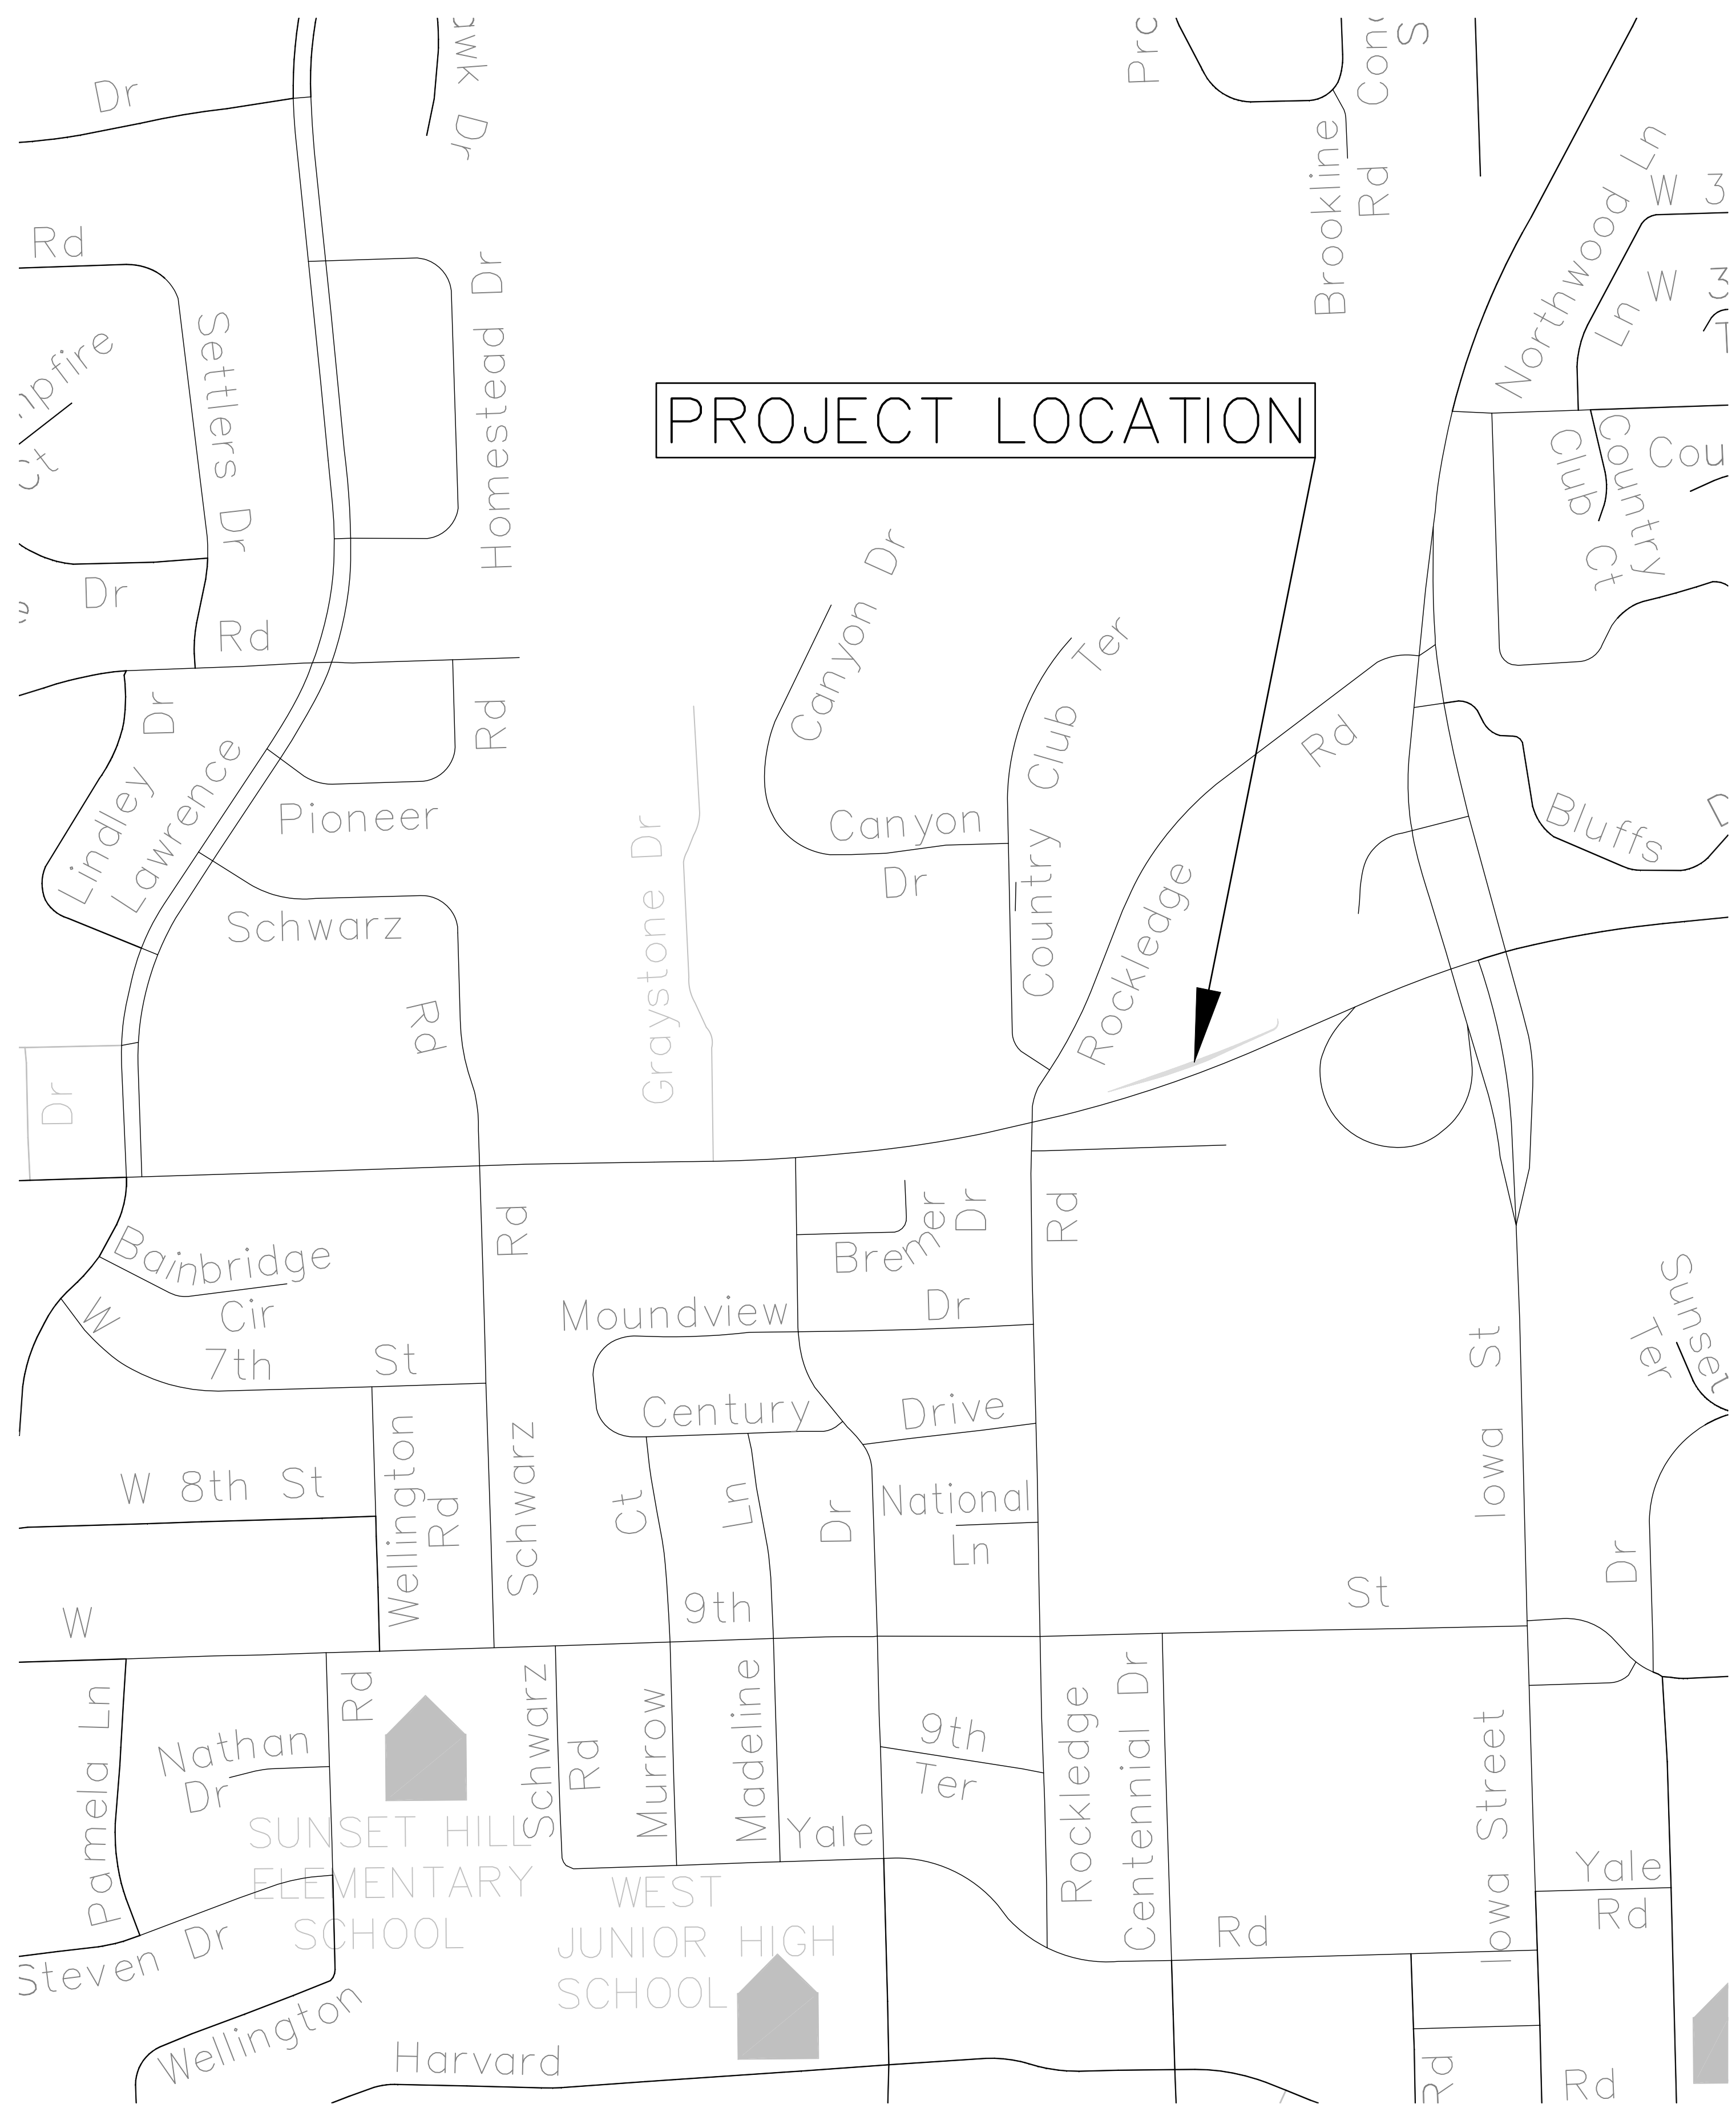 Dr
Dr
Brookline
Rd
Northwood Ln
W 3
Rd
Settlers Dr
Homestead Dr
W 3
Ln
PROJECT LOCATION
Ct
Country
Club Ct
Dr
Rd
Canyon Dr
Country Club Ter
Lindley Dr
Lawrence
Rd
Pioneer
Canyon
Dr
Rd
Bluffs
Graystone Dr
Rockledge
Schwarz
Rd
Dr
Rd
Bremer
Dr
Rd
Bainbridge
Cir
Moundview
Dr
Iowa St
Sunset
Ter
W
7th St
Century
Drive
Wellington
Rd
Schwarz
W 8th St
Ct
Ln
Dr
National
Ln
Dr
W
9th
St
Pamela Ln
Nathan
Dr
Rd
Schwarz
Rd
Murrow
Madeline
9th
Ter
Rockledge
Centennial Dr
Iowa Street
SUNSET HILL
ELEMENTARY
SCHOOL
Yale
Yale
Rd
WEST
JUNIOR HIGH
SCHOOL
Rd
Steven Dr
Wellington
Harvard
Rd
Rd